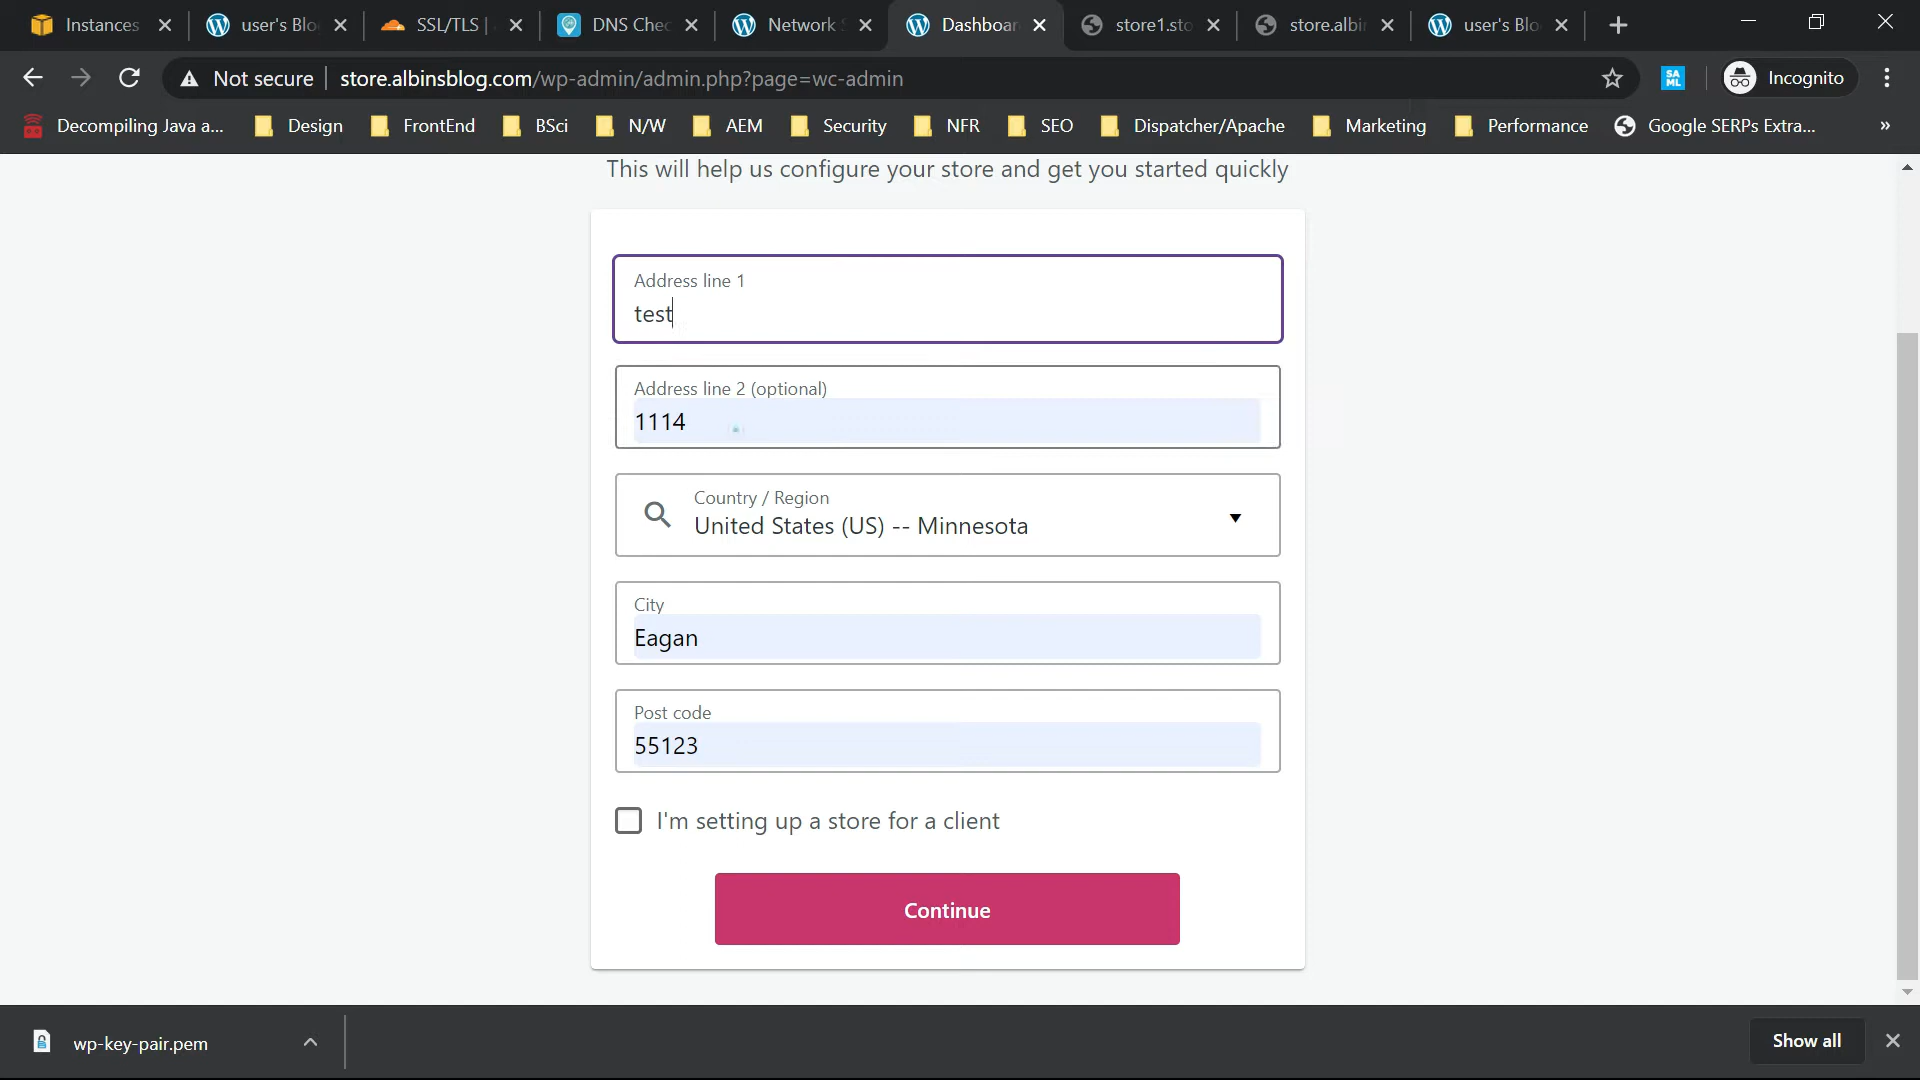 Instances
user's Blo
SSL/TLS |
DNS Chec
Network S
Dashboar
store1.sto
store.albin
user's Blo
Not secure
store.albinsblog.com/wp-admin/admin.php?page=wc-admin
SA
ML
Incognito
Decompiling Java a...
Design
FrontEnd
BSci
N/W
AEM
Security
NFR
SEO
Dispatcher/Apache
Marketing
Performance
Google SERPs Extra...
»
This will help us configure your store and get you started quickly
Address line 1
test
Address line 2 (optional)
1114
Country / Region
United States (US) -- Minnesota
City
Eagan
Post code
55123
I'm setting up a store for a client
Continue
wp-key-pair.pem
Show all